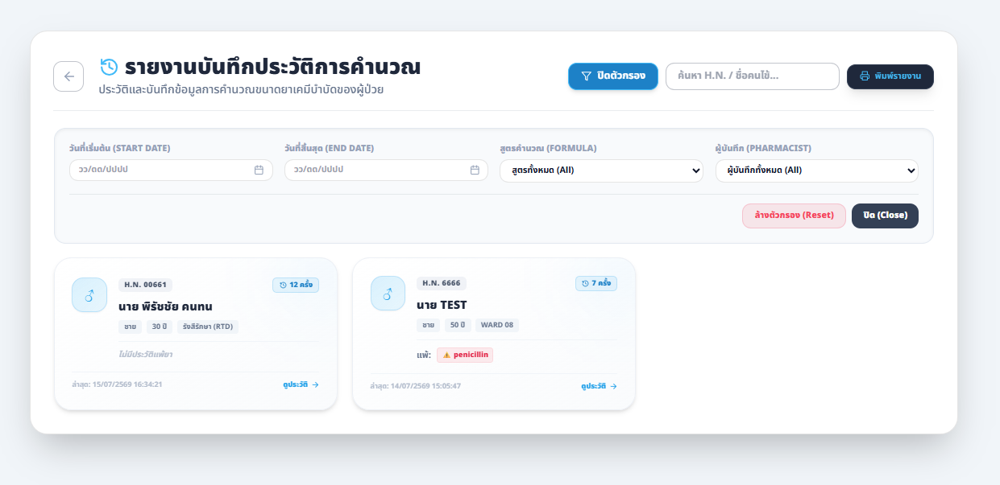 รายงานบันทึกประวัติการคำนวณ
ประวัติและบันทึกข้อมูลการคำนวณขนาดยาเคมีบำบัดของผู้ป่วย
ปิดตัวกรอง
ค้นหา H.N. / ชื่อคนไข้...
พิมพ์รายงาน
วันที่เริ่มต้น (START DATE)
วันที่สิ้นสุด (END DATE)
สูตรคำนวณ (FORMULA)
ผู้บันทึก (PHARMACIST)
วว/ดด/ปปปป
วว/ดด/ปปปป
สูตรทั้งหมด (All)
ผู้บันทึกทั้งหมด (All)
ล้างตัวกรอง (Reset)
ปิด (Close)
H.N. 00661
12 ครั้ง
นาย พิรัชชัย คนทน
ชาย
30 ปี
รังสีรักษา (RTD)
ไม่มีประวัติแพ้ยา
ล่าสุด: 15/07/2569 16:34:21
ดูประวัติ →
H.N. 6666
7 ครั้ง
นาย TEST
ชาย
50 ปี
WARD 08
แพ้: ⚠️ penicillin
ล่าสุด: 14/07/2569 15:05:47
ดูประวัติ →